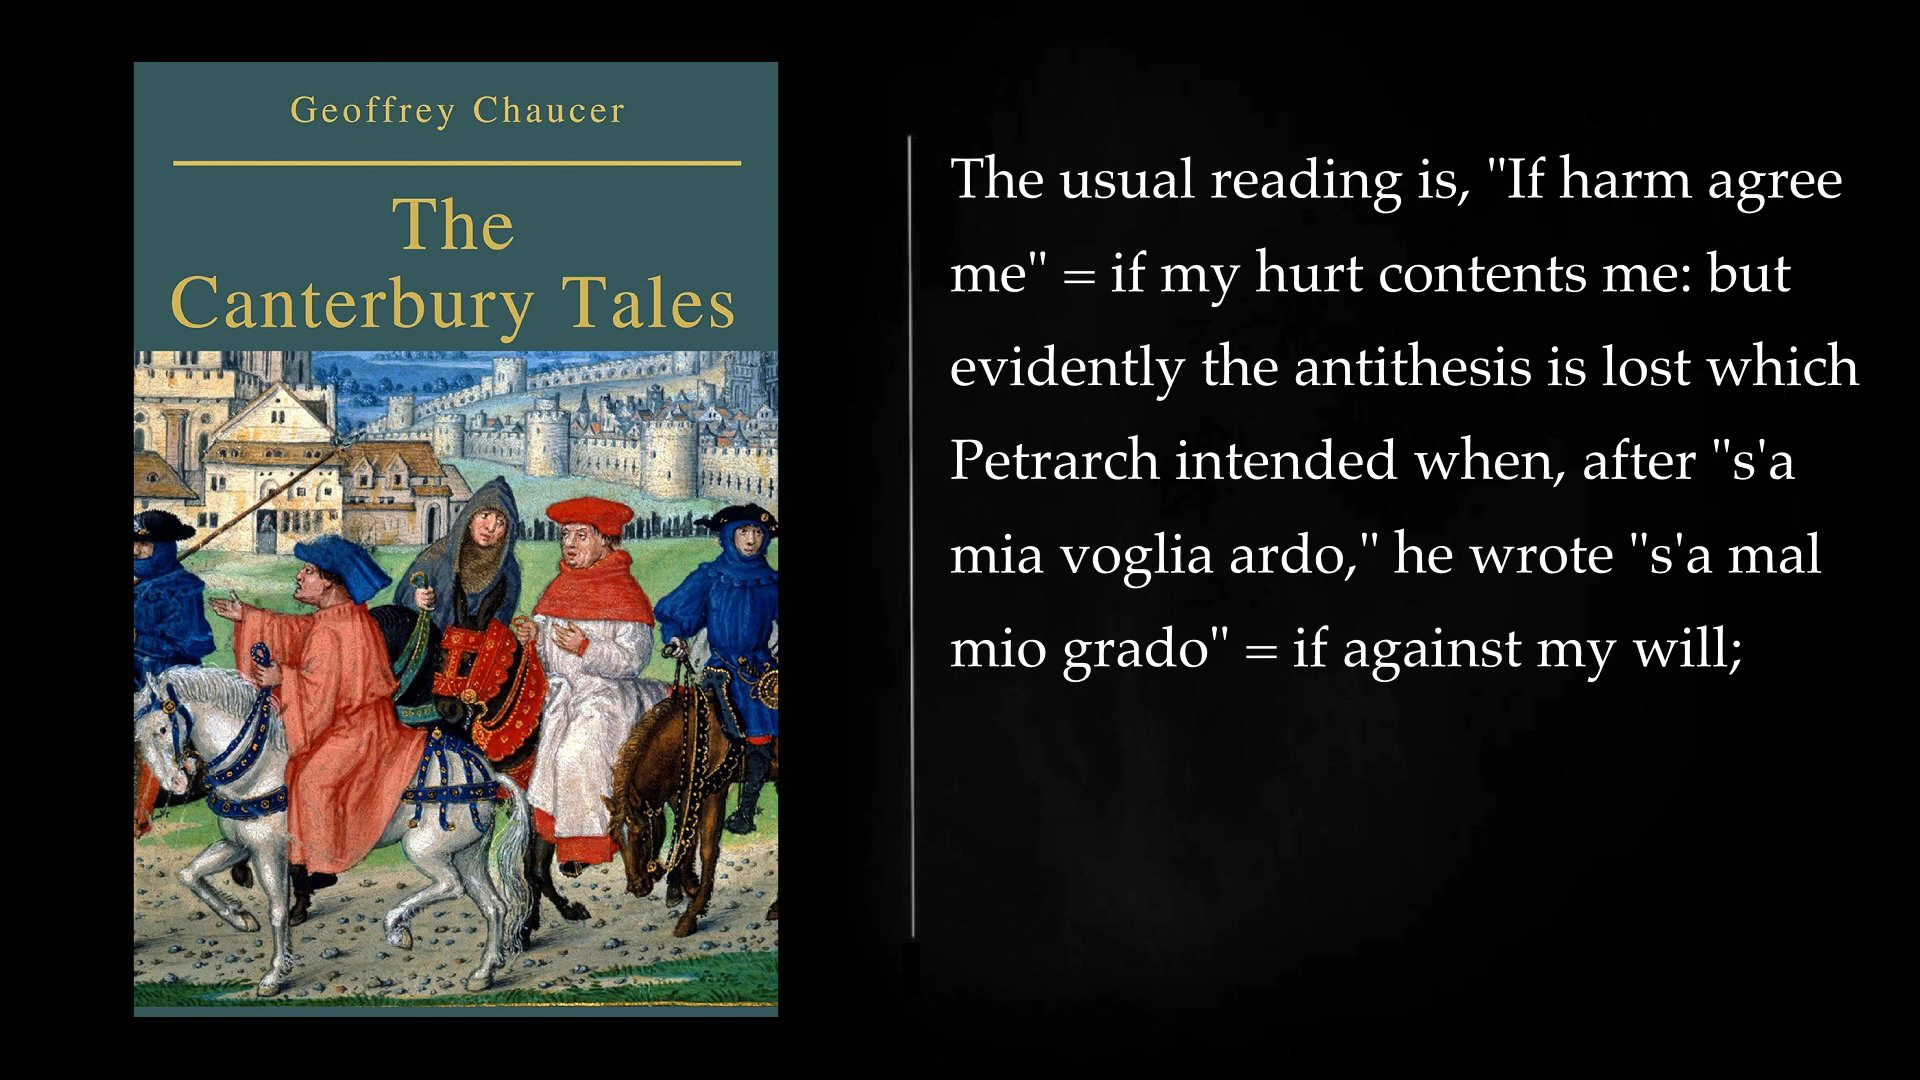 Geoffrey Chaucer
The
Canterbury Tales
The usual reading is, "If harm agree
me" = if my hurt contents me: but
evidently the antithesis is lost which
Petrarch intended when, after "s'a
mia voglia ardo," he wrote "s'a mal
mio grado" = if against my will;